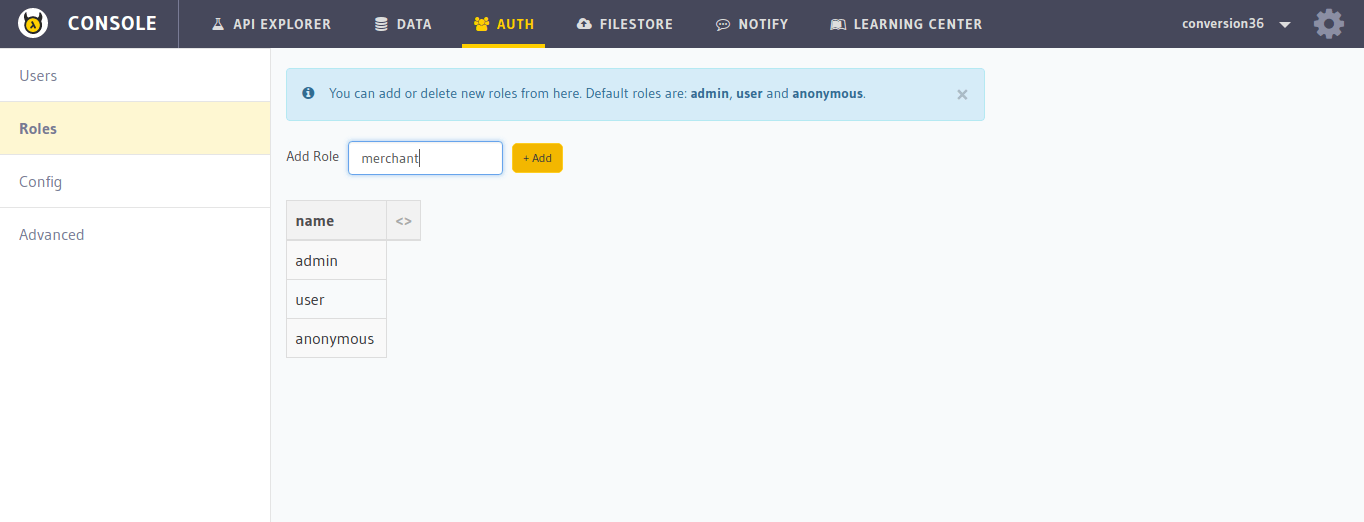 CONSOLE API EXPLORER DATA AUTH FILESTORE NOTIFY LEARNING CENTER conversion36
Users
Roles
Config
Advanced
You can add or delete new roles from here. Default roles are: admin, user and anonymous. ×
Add Role merchant + Add
name <>
admin
user
anonymous